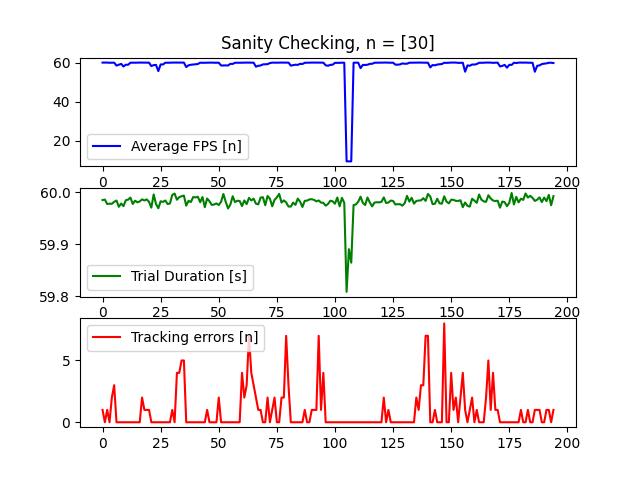 Sanity Checking, n = [30]
60
40
20
Average FPS [n]
0 25 50 75 100 125 150 175 200
60.0
59.9
59.8
Trial Duration [s]
0 25 50 75 100 125 150 175 200
Tracking errors [n]
5
0
0 25 50 75 100 125 150 175 200